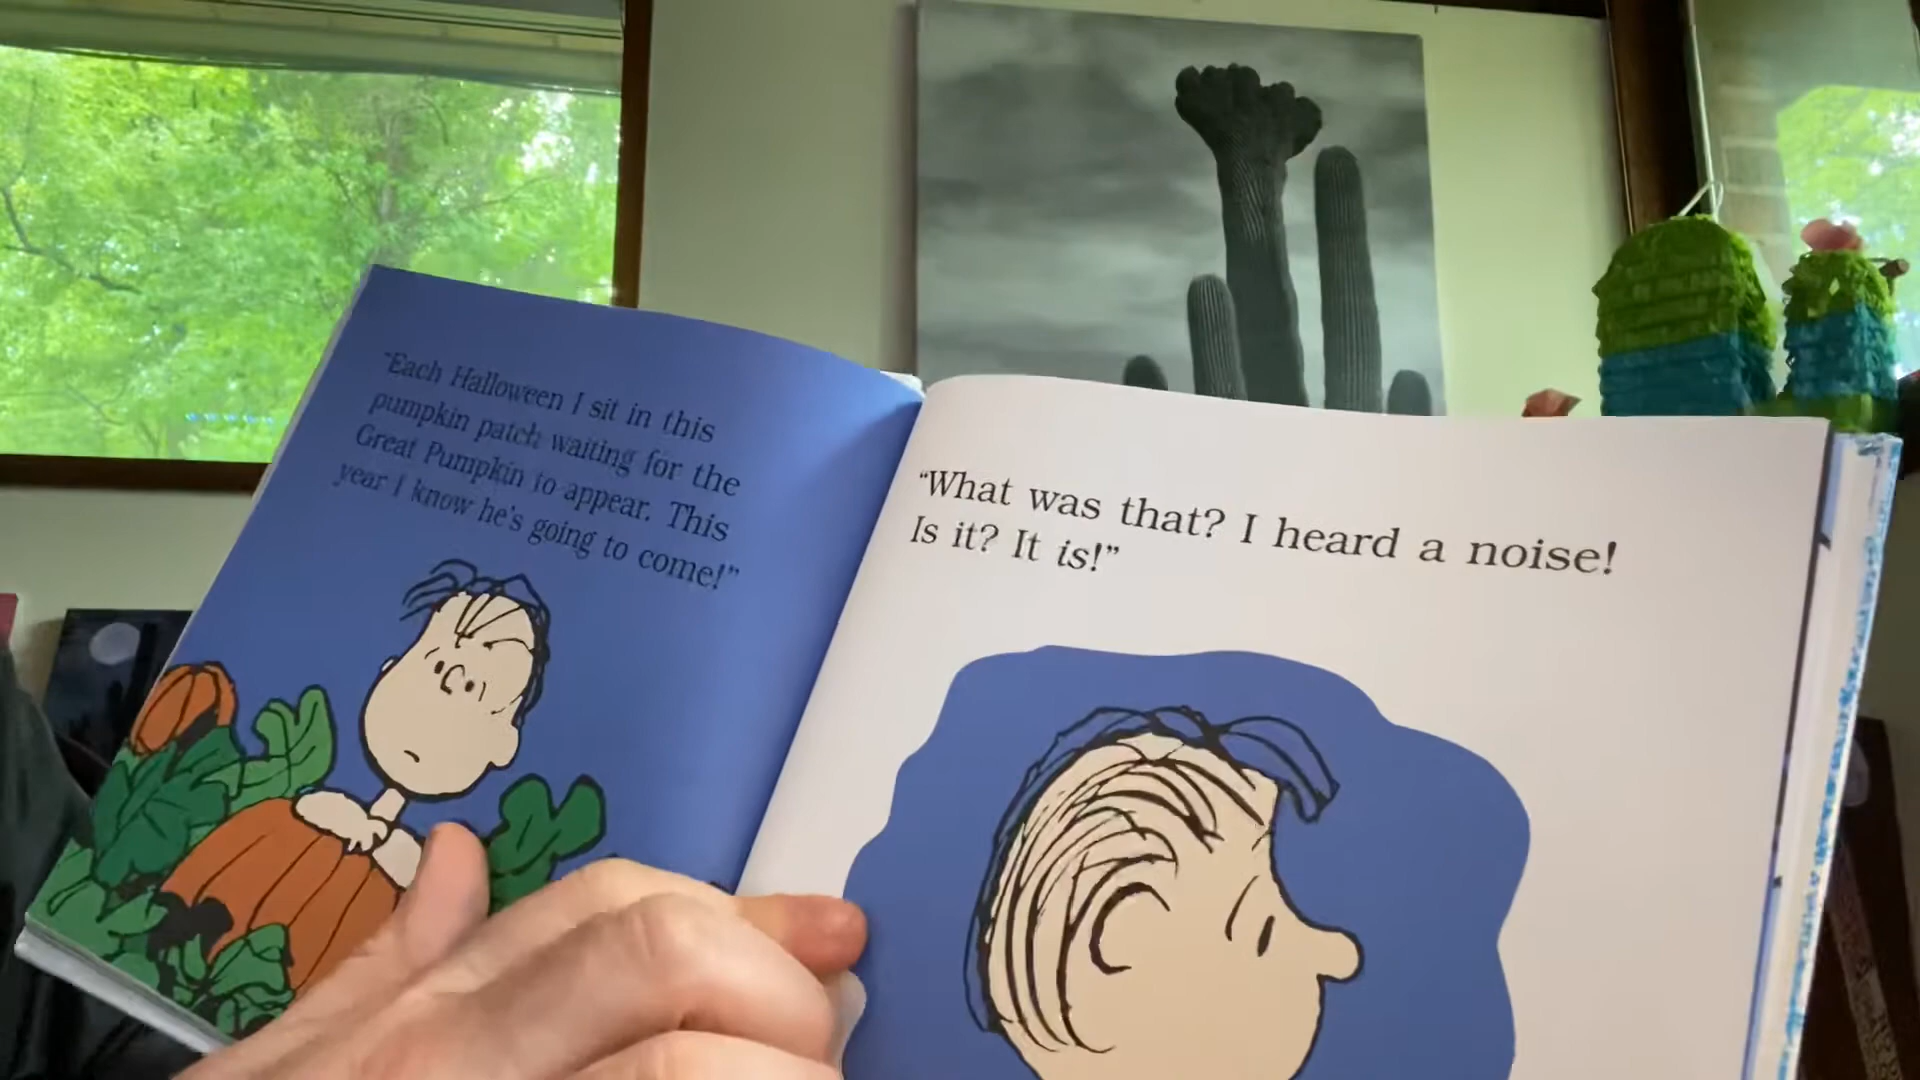 "Each Halloween I sit in this
pumpkin patch waiting for the
Great Pumpkin to appear. This
year I know he's going to come!"
"What was that? I heard a noise!
Is it? It is!"